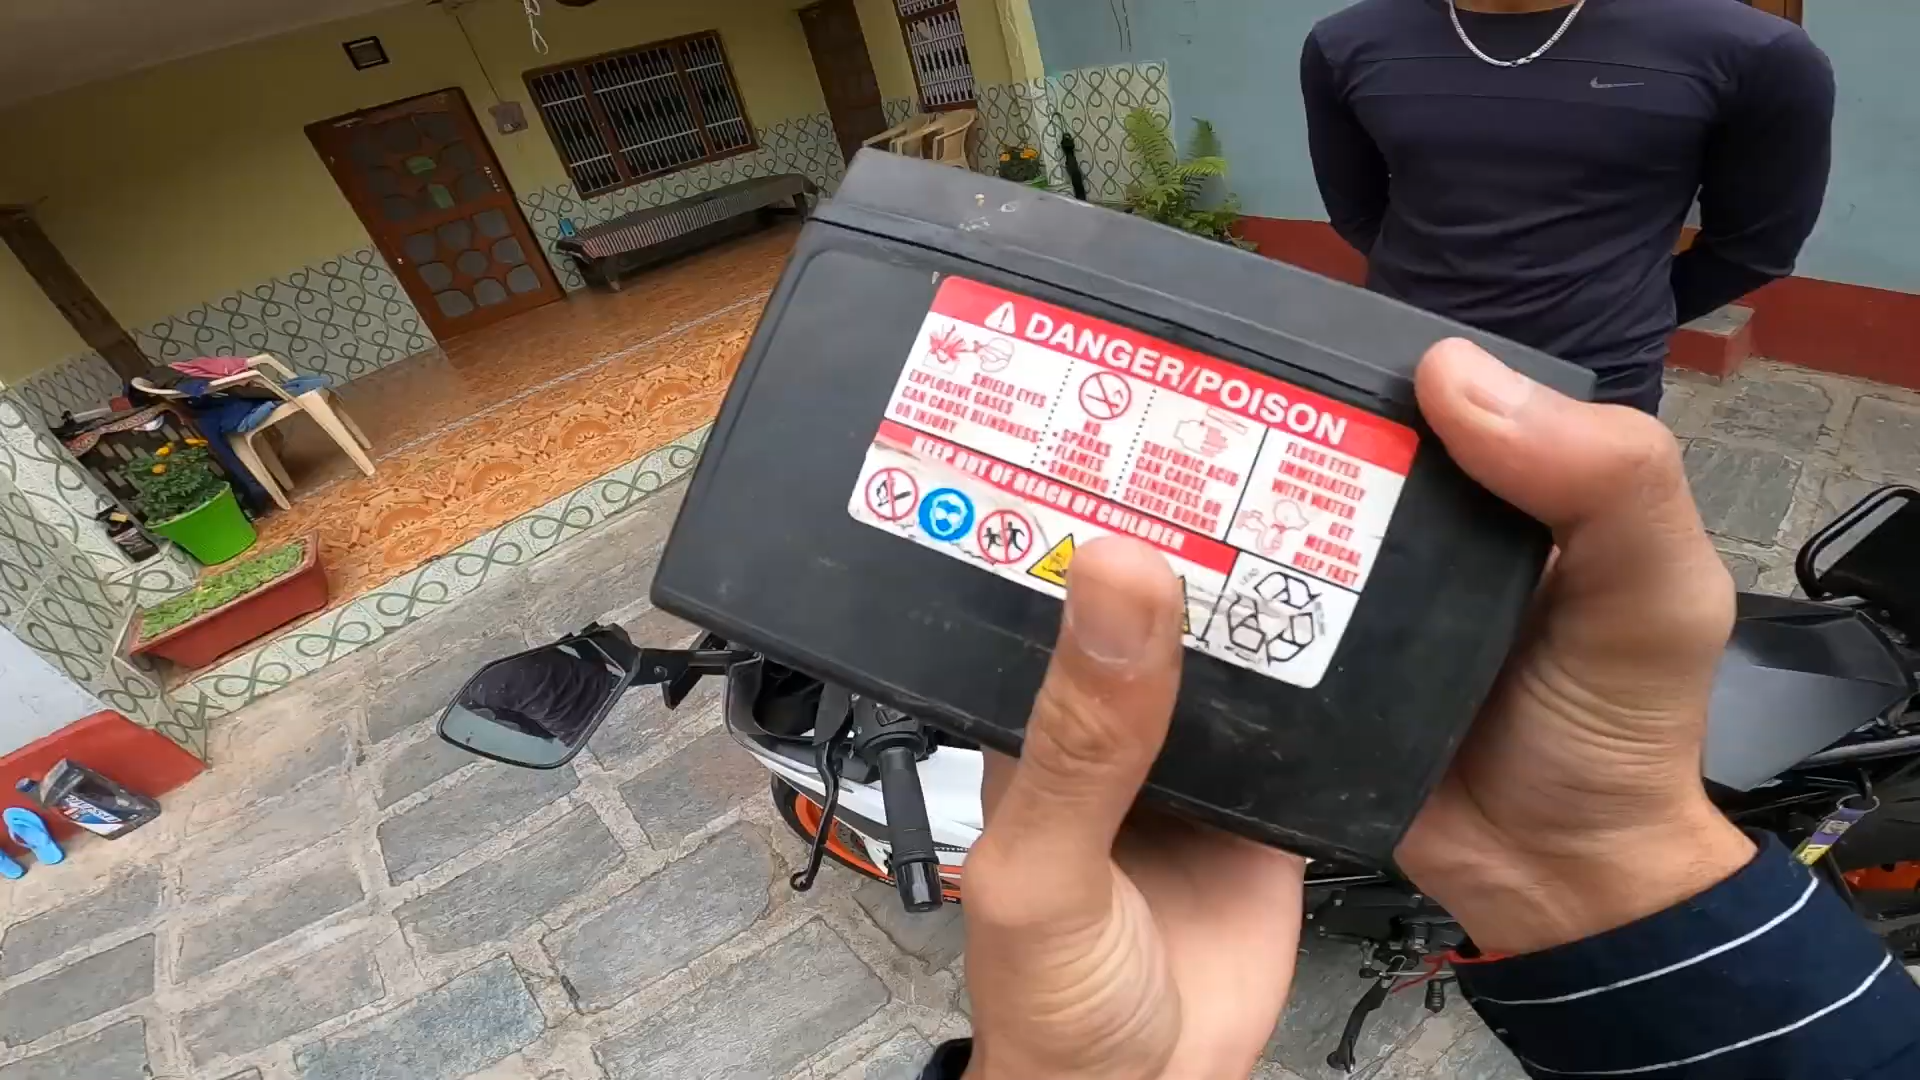 DANGER/POISON
SHIELD EYES
EXPLOSIVE GASES
CAN CAUSE BLINDNESS
OR INJURY
NO
• SPARKS
• FLAMES
• SMOKING
SULFURIC ACID
CAN CAUSE
BLINDNESS OR
SEVERE BURNS
FLUSH EYES
IMMEDIATELY
WITH WATER
GET
MEDICAL
HELP FAST
KEEP OUT OF REACH OF CHILDREN
LEAD